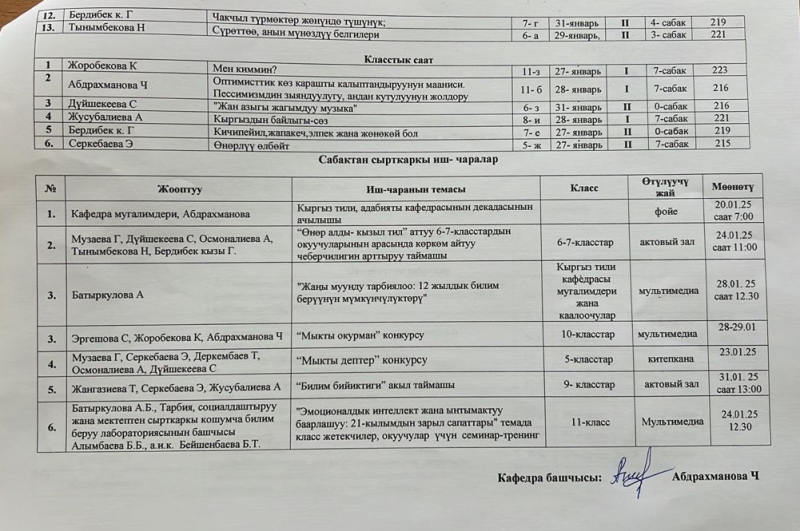 12. Бердибек к. Г Чакчыл түрмөктөр жөнүндө түшүнүк; 7- г 31-январь II 4- сабак 219
13. Тынымбекова Н Сүрөттөө, анын мүнөздүү белгилери 6- а 29-январь, II 3- сабак 221
Класстык саат
1 Жоробекова К Мен киммин? 11-з 27- январь I 7-сабак 223
2 Абдрахманова Ч Оптимисттик көз карашты калыптандыруунун мааниси.
Пессимизмдин зыяндуулугу, андан кутулуунун жолдору 11- б 28- январь I 7-сабак 216
3 Дүйшекеева С "Жан азыгы жагымдуу музыка" 6- з 31- январь II 0-сабак 216
4 Жусубалиева А Кыргыздын байлыгы-сөз 8- и 28- январь I 7-сабак 221
5 Бердибек к. Г Кичипейил,жапакеч,элпек жана жөнөкөй бол 7- е 27- январь II 0-сабак 219
6. Серкебаева Э Өнөрлүү өлбөйт 5- ж 27- январь II 7-сабак 215
Сабактан сырткаркы иш- чаралар
№ Жооптуу Иш-чаранын темасы Класс Өтүлүүчү
жай Мөөнөтү
1. Кафедра мугалимдери, Абдрахманова Кыргыз тили, адабияты кафедрасынын декадасынын
ачылышы фойе 20.01.25
саат 7:00
2. Музаева Г, Дүйшекеева С, Осмоналиева А,
Тынымбекова Н, Бердибек кызы Г. “Өнөр алды- кызыл тил” аттуу 6-7-класстардын
окуучуларынын арасында көркөм айтуу
чеберчилигин арттыруу таймашы 6-7-класстар актовый зал 24.01.25
саат 11:00
3. Батыркулова А "Жаңы муунду тарбиялоо: 12 жылдык билим
берүүнүн мүмкүнчүлүктөрү" Кыргыз тили
кафедрасы
мугалимдери
жана
каалоочулар мультимедиа 28.01. 25
саат 12.30
3. Эргешова С, Жоробекова К, Абдрахманова Ч “Мыкты окурман” конкурсу 10-класстар мультимедиа 28-29.01
4. Музаева Г, Серкебаева Э, Деркембаев Т,
Осмоналиева А, Дүйшекеева С “Мыкты дептер” конкурсу 5-класстар китепкана 23.01.25
5. Жангазиева Т, Серкебаева Э, Жусубалиева А “Билим бийиктиги” акыл таймашы 9- класстар актовый зал 31.01. 25
саат 13:00
6. Батыркулова А.Б., Тарбия, социалдаштыруу
жана мектептен сырткаркы кошумча билим
берүү лабораториясынын башчысы
Алымбаева Б.Б., а.и.к. Бейшенбаева Б.Т. "Эмоционалдык интеллект жана ынтымактуу
баарлашуу: 21-кылымдын зарыл сапаттары" темада
класс жетекчилер, окуучулар үчүн семинар-тренинг 11-класс Мультимедиа 24.01.25
12.30
Кафедра башчысы: Абдрахманова Ч